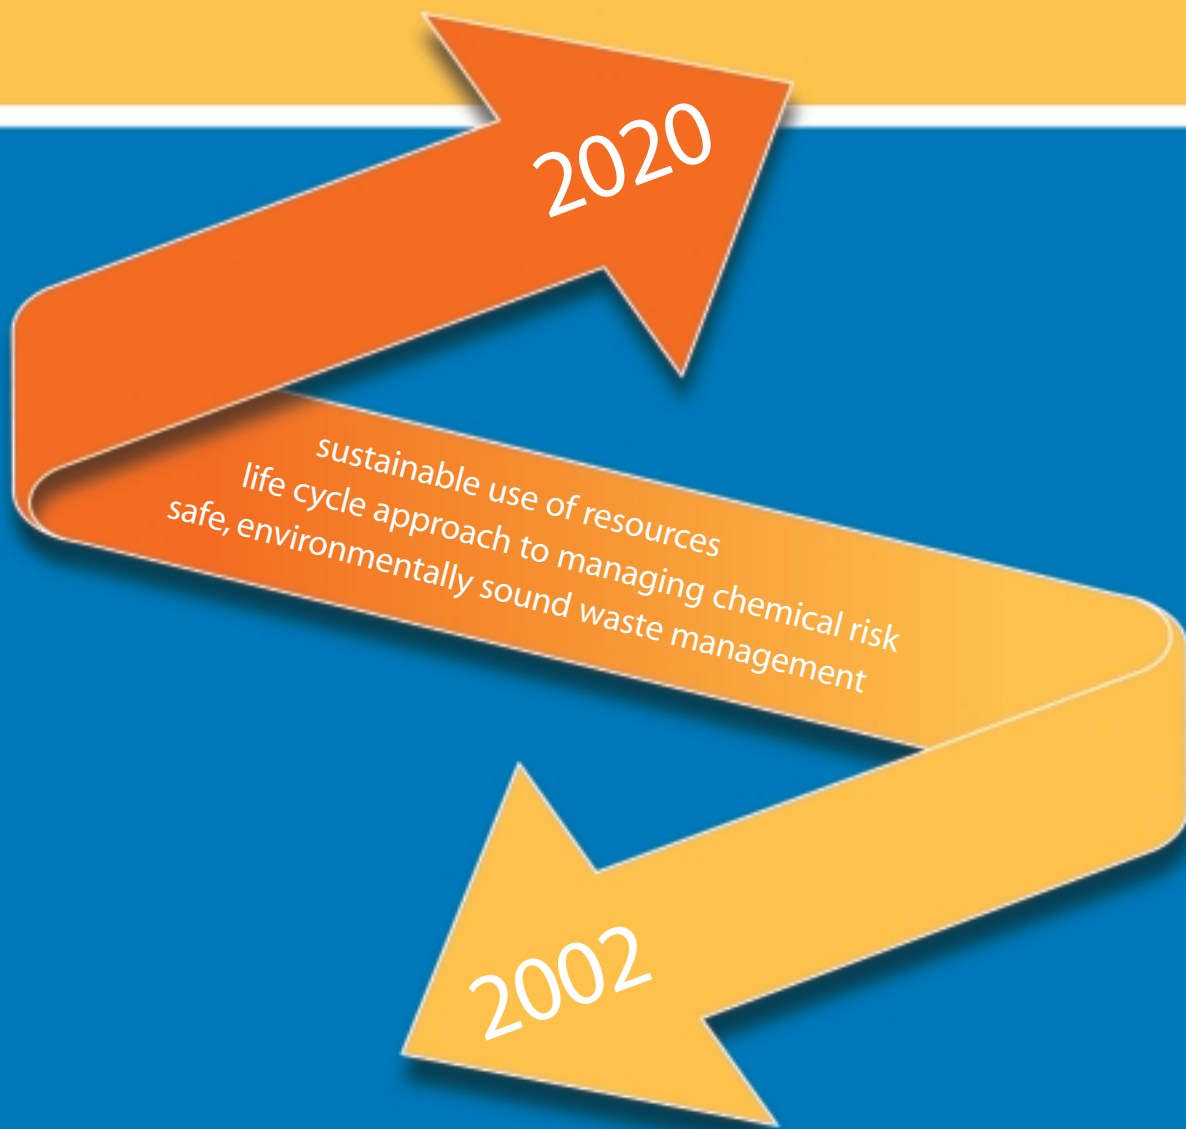 2020
sustainable use of resources
life cycle approach to managing chemical risk
safe, environmentally sound waste management
2002